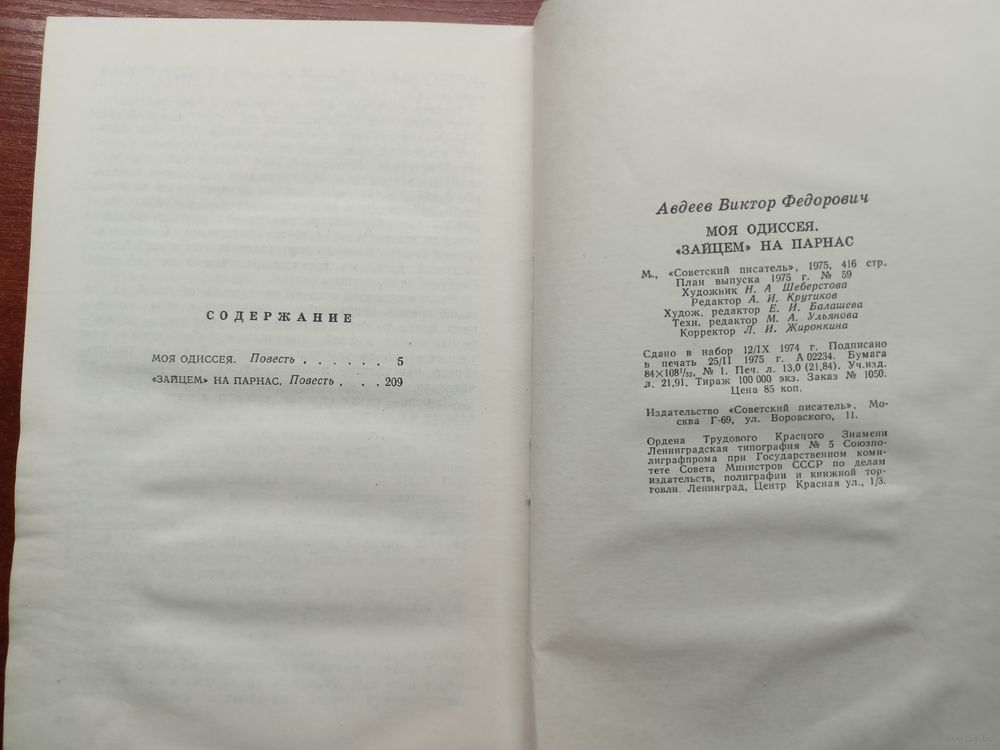 СОДЕРЖАНИЕ
МОЯ ОДИССЕЯ. Повесть . . . . . . 5
«ЗАЙЦЕМ» НА ПАРНАС. Повесть . . . 209
Авдеев Виктор Федорович
МОЯ ОДИССЕЯ.
«ЗАЙЦЕМ» НА ПАРНАС
М., «Советский писатель», 1975, 416 стр.
План выпуска 1975 г. № 59
Художник Н. А Шеберстова
Редактор А. И. Крутиков
Худож. редактор Е. И. Балашева
Техн. редактор М. А. Ульянова
Корректор Л. И. Жиронкина
Сдано в набор 12/IX 1974 г. Подписано
в печать 25/II 1975 г. А 02234. Бумага
84×108¹/₃₂, № 1. Печ. л. 13,0 (21,84). Уч.изд.
л. 21,91. Тираж 100 000 экз. Заказ № 1050.
Цена 85 коп.
Издательство «Советский писатель». Мо-
сква Г-69, ул. Воровского, 11.
Ордена Трудового Красного Знамени
Ленинградская типография № 5 Союзпо-
лиграфпрома при Государственном коми-
тете Совета Министров СССР по делам
издательств, полиграфии и книжной тор-
говли. Ленинград, Центр Красная ул., 1/3.